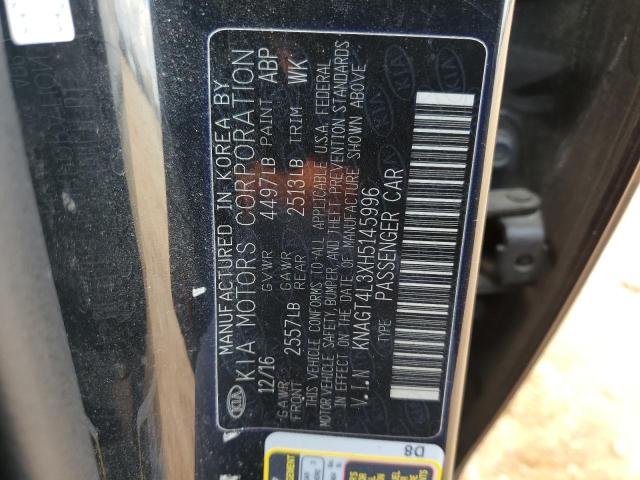 MANUFACTURED IN KOREA BY
KIA MOTORS CORPORATION
12/16 GVWR 4497LB PAINT ABP
GAWR FRONT 2557LB GAWR REAR 2513LB TRIM WK
THIS VEHICLE CONFORMS TO ALL APPLICABLE U.S.A. FEDERAL
MOTOR VEHICLE SAFETY, BUMPER, AND THEFT PREVENTION STANDARDS
IN EFFECT ON THE DATE OF MANUFACTURE SHOWN ABOVE
V.I.N KNAGT4L3XH5145996
TYPE PASSENGER CAR
KIA
D8